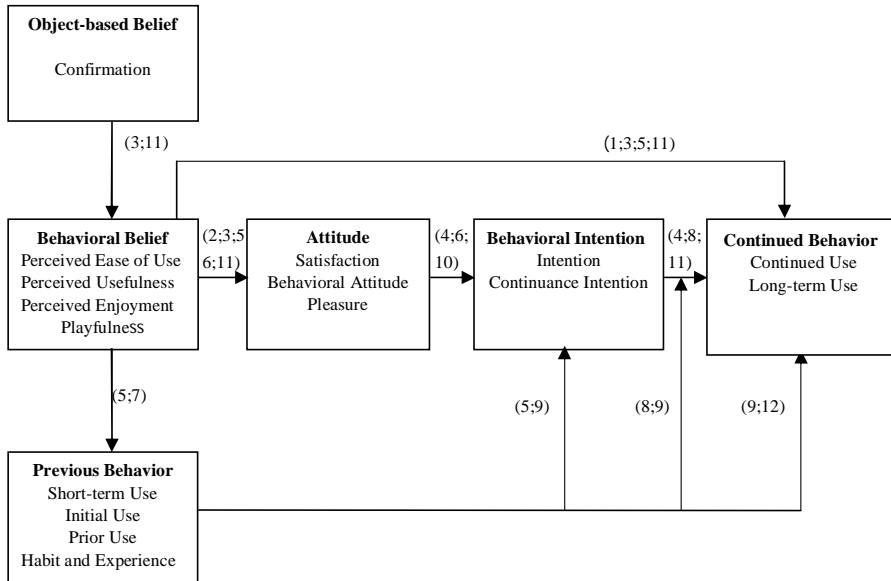 Object-based Belief
Confirmation
(3;11)
(1;3;5;11)
Behavioral Belief
Perceived Ease of Use
Perceived Usefulness
Perceived Enjoyment
Playfulness
(2;3;5
6;11)
Attitude
Satisfaction
Behavioral Attitude
Pleasure
(4;6;
10)
Behavioral Intention
Intention
Continuance Intention
(4;8;
11)
Continued Behavior
Continued Use
Long-term Use
(5;7)
(5;9)
(8;9)
(9;12)
Previous Behavior
Short-term Use
Initial Use
Prior Use
Habit and Experience